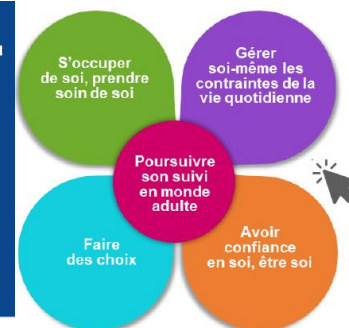 S'occuper
de soi, prendre
soin de soi
Gérer
soi-même les
contraintes de la
vie quotidienne
Poursuivre
son suivi
en monde
adulte
Faire
des choix
Avoir
confiance
en soi, être soi